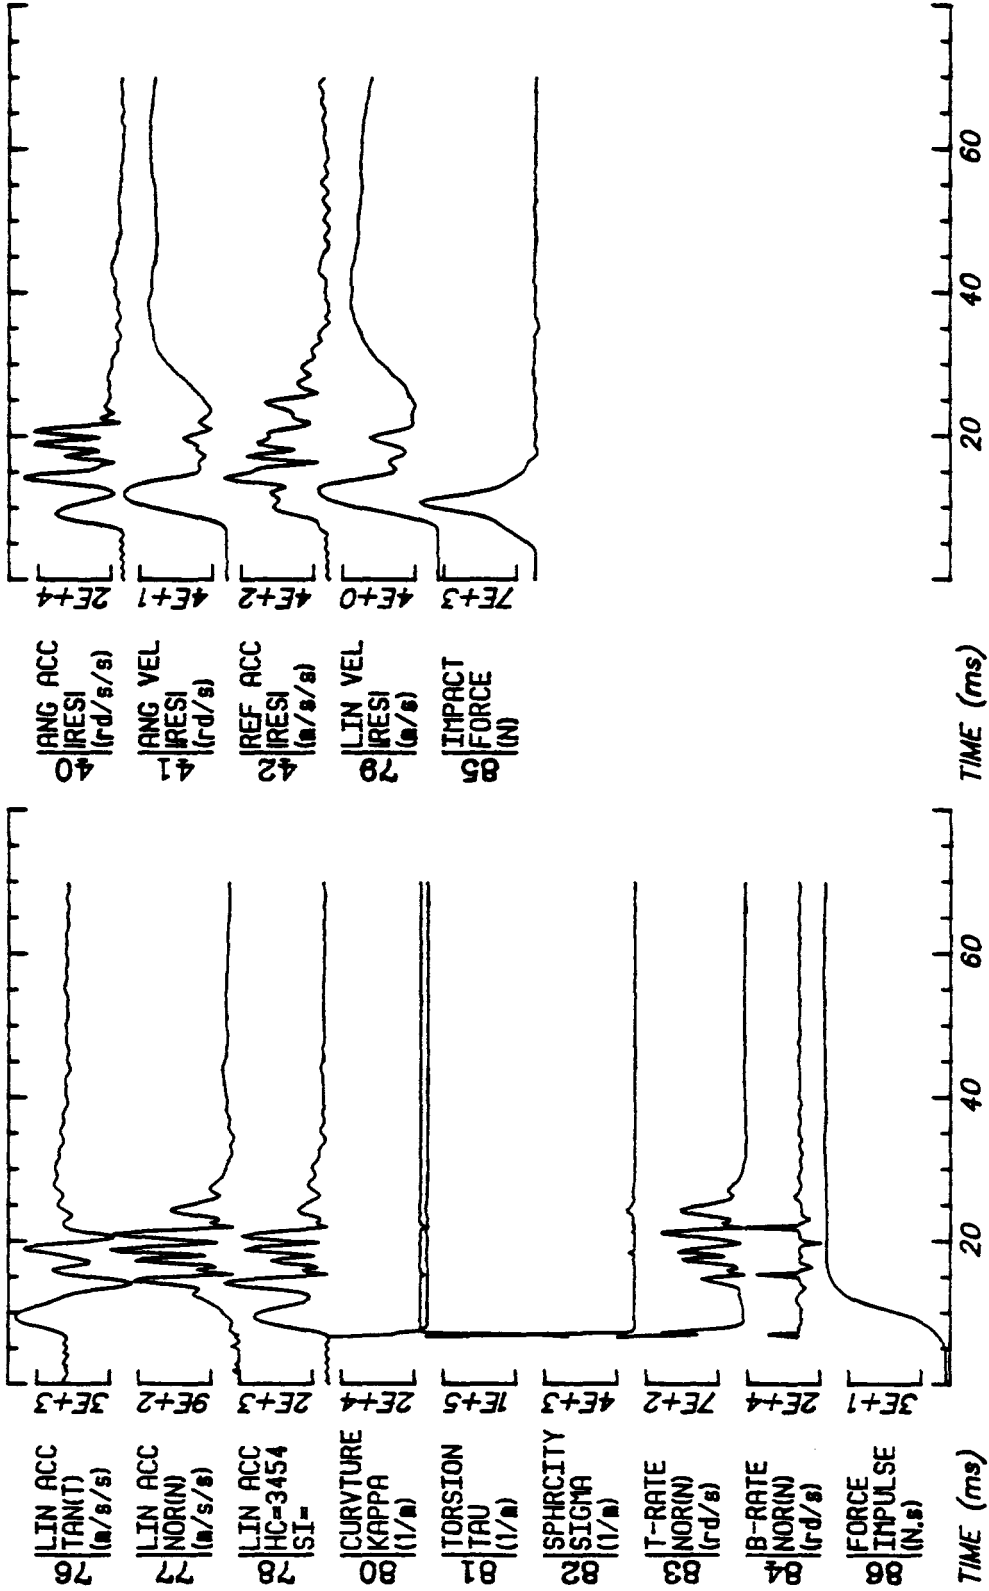 76
LIN ACC
TAN(T)
(m/s/s)
3E+3
77
LIN ACC
NOR(N)
(m/s/s)
9E+2
78
LIN ACC
HC=3454
SI=
2E+3
80
CURVTURE
KAPPA
(1/m)
2E+4
81
TORSION
TAU
(1/m)
1E+5
82
SPHRCITY
SIGMA
(1/m)
4E+3
83
T-RATE
NOR(N)
(rd/s)
7E+2
84
B-RATE
NOR(N)
(rd/s)
2E+4
86
FORCE
IMPULSE
(N.s)
3E+1
TIME (ms)
20
40
60
40
ANG ACC
|RES|
(rd/s/s)
2E+4
41
ANG VEL
|RES|
(rd/s)
4E+1
42
REF ACC
|RES|
(m/s/s)
4E+2
79
LIN VEL
|RES|
(m/s)
4E+0
85
IMPACT
FORCE
(N)
7E+3
TIME (ms)
20
40
60